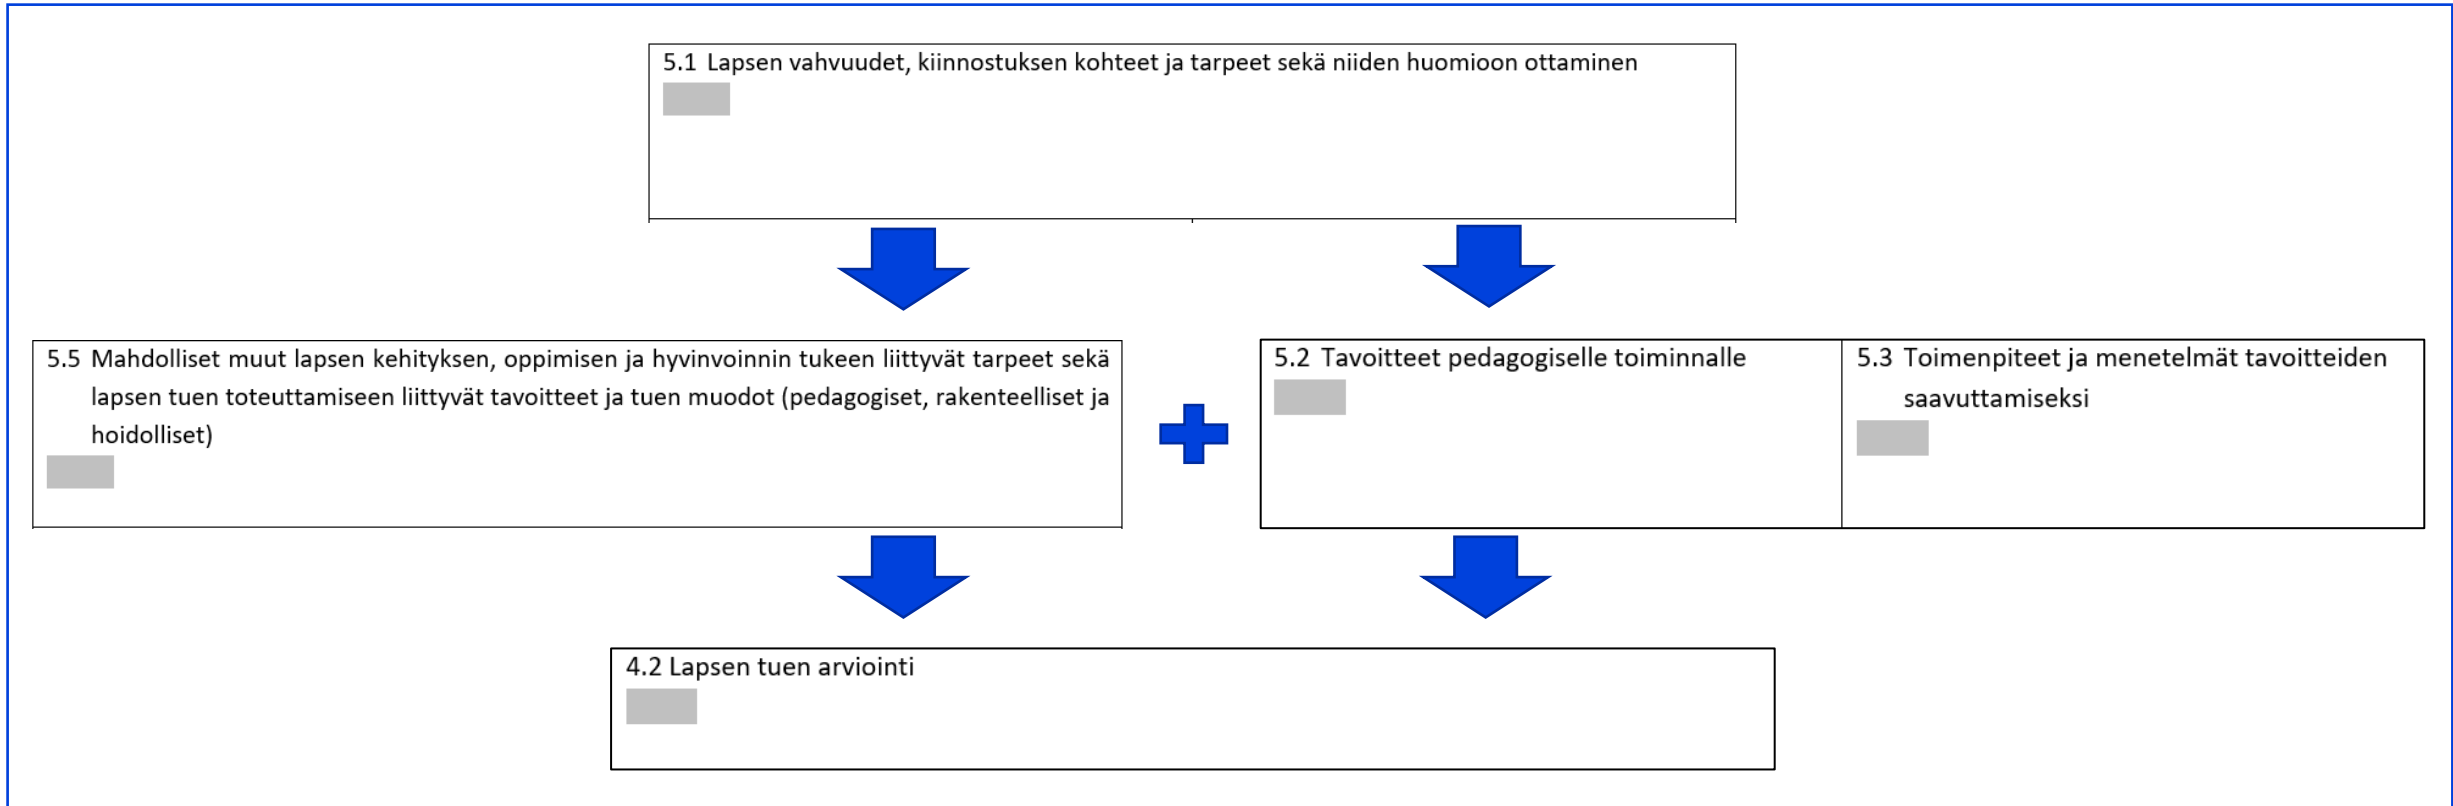 5.1 Lapsen vahvuudet, kiinnostuksen kohteet ja tarpeet sekä niiden huomioon ottaminen
5.5 Mahdolliset muut lapsen kehityksen, oppimisen ja hyvinvoinnin tukeen liittyvät tarpeet sekä
lapsen tuen toteuttamiseen liittyvät tavoitteet ja tuen muodot (pedagogiset, rakenteelliset ja
hoidolliset)
5.2 Tavoitteet pedagogiselle toiminnalle
5.3 Toimenpiteet ja menetelmät tavoitteiden
saavuttamiseksi
4.2 Lapsen tuen arviointi